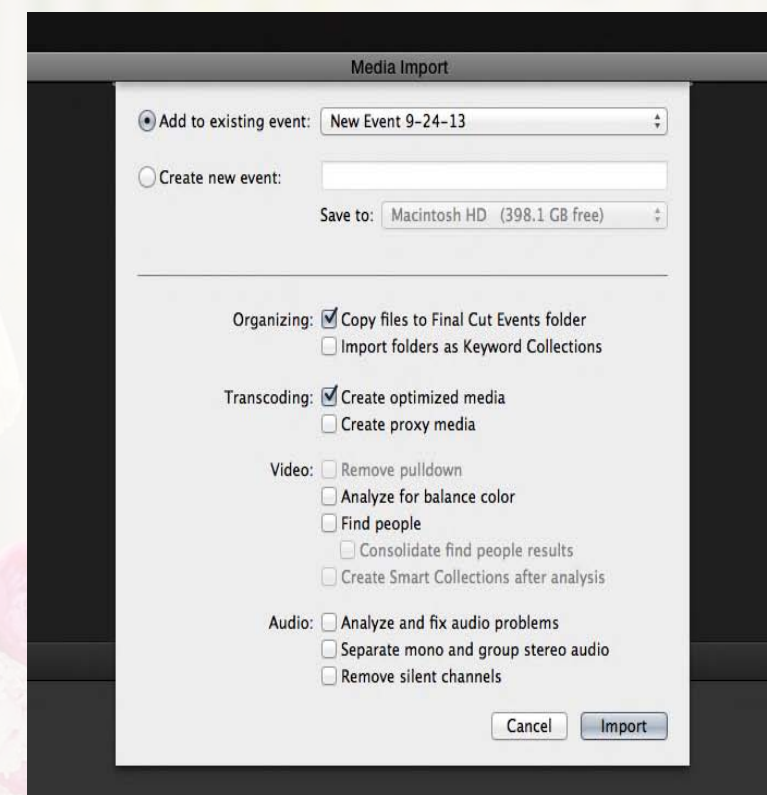 Media Import
Add to existing event: New Event 9-24-13
Create new event:
Save to: Macintosh HD (398.1 GB free)
Organizing: Copy files to Final Cut Events folder
Import folders as Keyword Collections
Transcoding: Create optimized media
Create proxy media
Video: Remove pulldown
Analyze for balance color
Find people
Consolidate find people results
Create Smart Collections after analysis
Audio: Analyze and fix audio problems
Separate mono and group stereo audio
Remove silent channels
Cancel Import